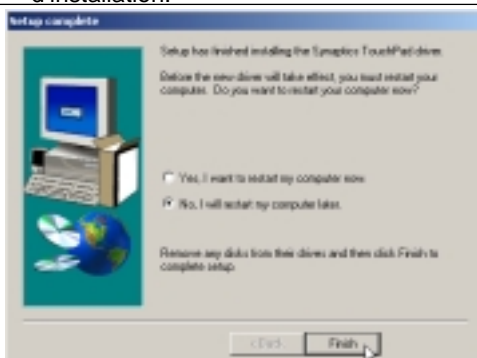 d'installation.
Setup complete
Setup has finished installing the Synaptics TouchPad driver.
Before the new driver will take effect, you must restart your
computer. Do you want to restart your computer now?
Yes, I want to restart my computer now.
No, I will restart my computer later.
Remove any disks from their drives and then click Finish to
complete setup.
< Back
Finish